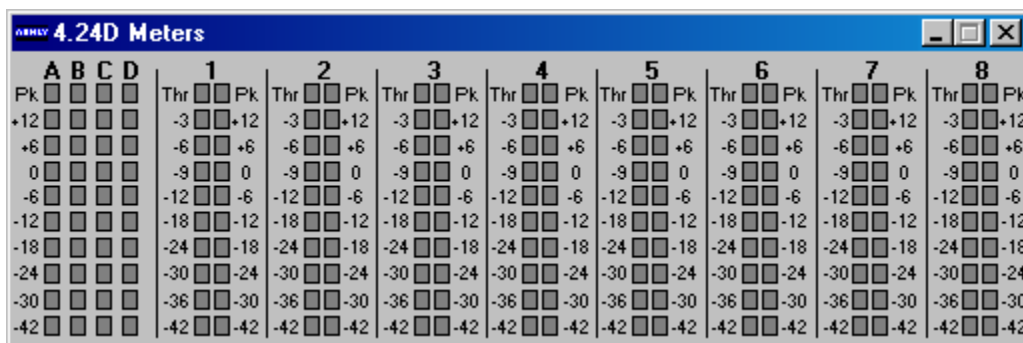 ASHLY 4.24D Meters
A B C D 1 2 3 4 5 6 7 8
Pk Thr Pk Thr Pk Thr Pk Thr Pk Thr Pk Thr Pk Thr Pk Thr Pk
+12 -3 +12 -3 +12 -3 +12 -3 +12 -3 +12 -3 +12 -3 +12 -3 +12
+6 -6 +6 -6 +6 -6 +6 -6 +6 -6 +6 -6 +6 -6 +6 -6 +6
0 -9 0 -9 0 -9 0 -9 0 -9 0 -9 0 -9 0 -9 0
-6 -12 -6 -12 -6 -12 -6 -12 -6 -12 -6 -12 -6 -12 -6 -12 -6
-12 -18 -12 -18 -12 -18 -12 -18 -12 -18 -12 -18 -12 -18 -12 -18 -12
-18 -24 -18 -24 -18 -24 -18 -24 -18 -24 -18 -24 -18 -24 -18 -24 -18
-24 -30 -24 -30 -24 -30 -24 -30 -24 -30 -24 -30 -24 -30 -24 -30 -24
-30 -36 -30 -36 -30 -36 -30 -36 -30 -36 -30 -36 -30 -36 -30 -36 -30
-42 -42 -42 -42 -42 -42 -42 -42 -42 -42 -42 -42 -42 -42 -42 -42 -42